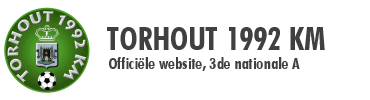 TORHOUT 1992 KM
TORHOUT 1992 KM
Officiële website, 3de nationale A